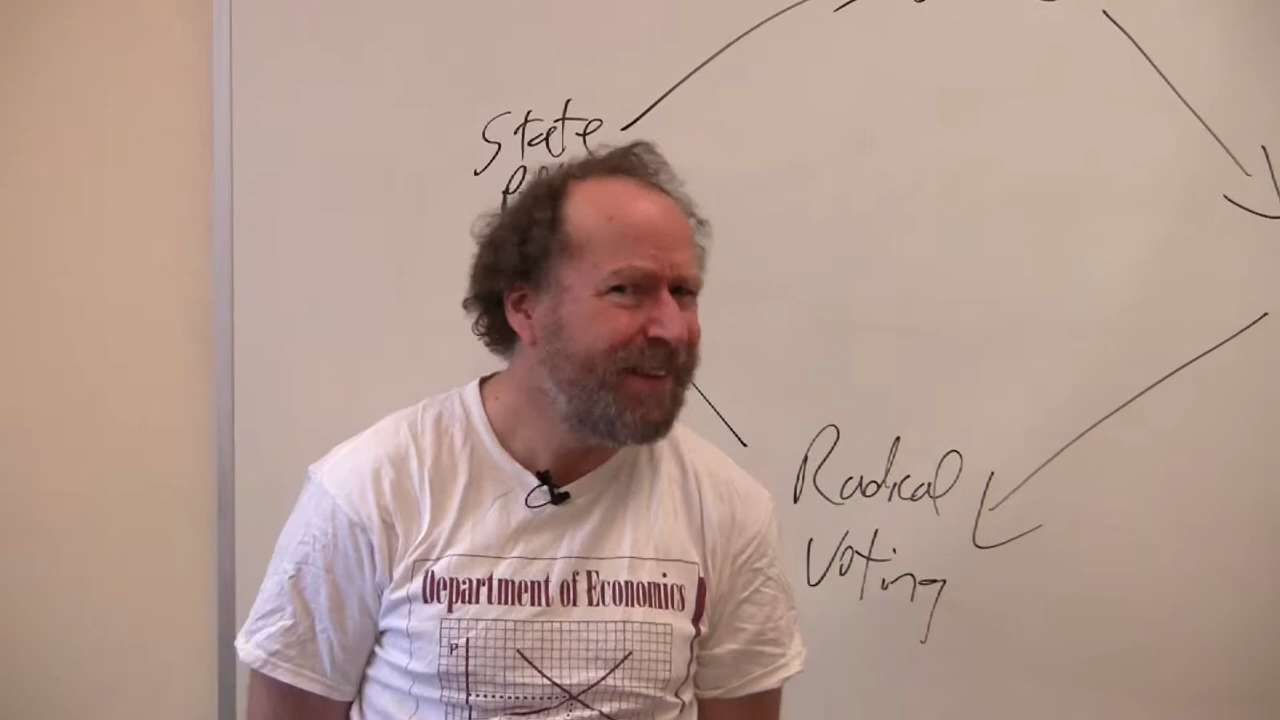 State
Radical
Voting
Department of Economics
P